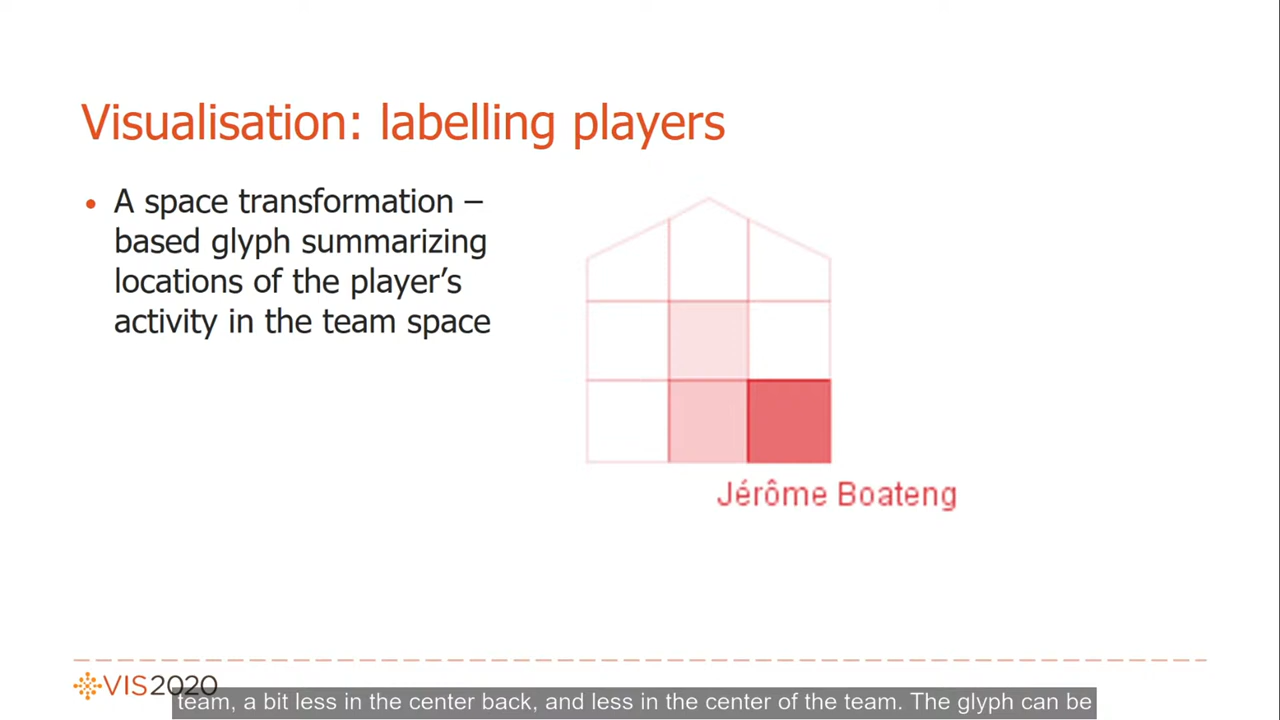 Visualisation: labelling players
• A space transformation –
based glyph summarizing
locations of the player’s
activity in the team space
Jérôme Boateng
VIS2020
team, a bit less in the center back, and less in the center of the team. The glyph can be